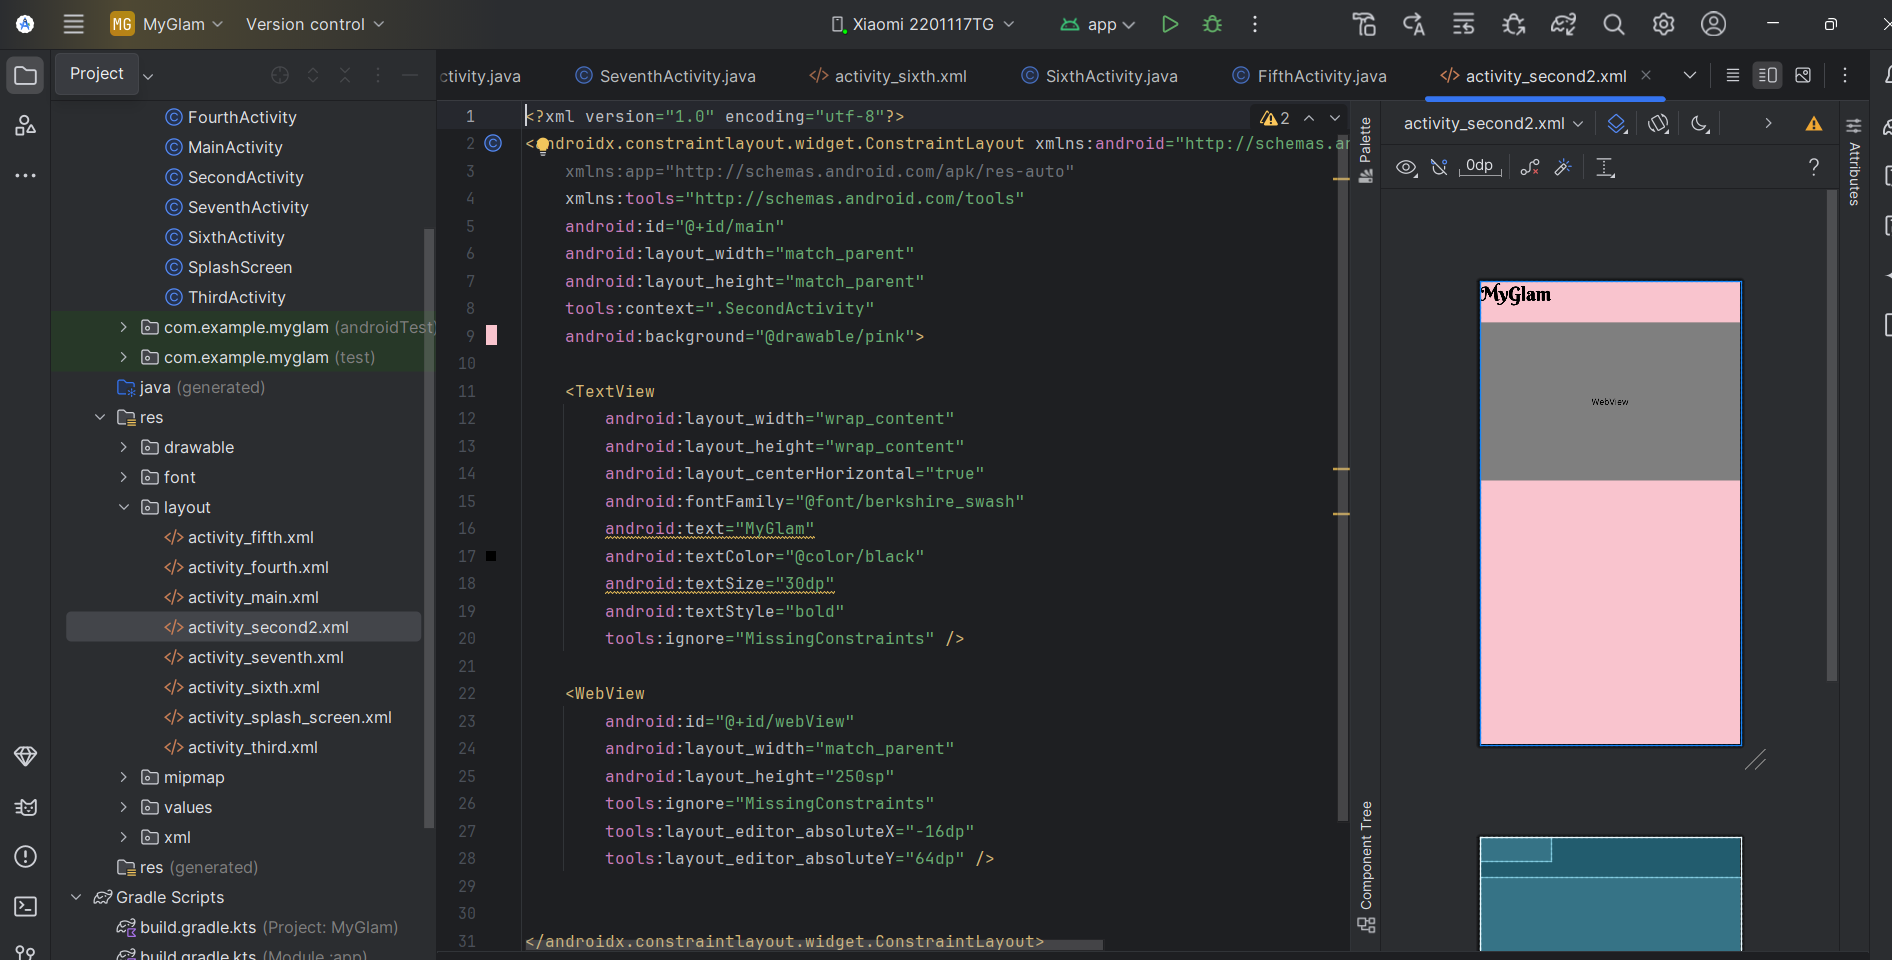 MG MyGlam Version control Xiaomi 2201117TG app
Project
ctivity.java SeventhActivity.java activity_sixth.xml SixthActivity.java FifthActivity.java activity_second2.xml
FourthActivity
MainActivity
SecondActivity
SeventhActivity
SixthActivity
SplashScreen
ThirdActivity
com.example.myglam (androidTest)
com.example.myglam (test)
java (generated)
res
drawable
font
layout
activity_fifth.xml
activity_fourth.xml
activity_main.xml
activity_second2.xml
activity_seventh.xml
activity_sixth.xml
activity_splash_screen.xml
activity_third.xml
mipmap
values
xml
res (generated)
Gradle Scripts
build.gradle.kts (Project: MyGlam)
build.gradle.kts (Module :app)
1 <?xml version="1.0" encoding="utf-8"?>
2 <androidx.constraintlayout.widget.ConstraintLayout xmlns:android="http://schemas.an
3 xmlns:app="http://schemas.android.com/apk/res-auto"
4 xmlns:tools="http://schemas.android.com/tools"
5 android:id="@+id/main"
6 android:layout_width="match_parent"
7 android:layout_height="match_parent"
8 tools:context=".SecondActivity"
9 android:background="@drawable/pink">
10
11 <TextView
12 android:layout_width="wrap_content"
13 android:layout_height="wrap_content"
14 android:layout_centerHorizontal="true"
15 android:fontFamily="@font/berkshire_swash"
16 android:text="MyGlam"
17 android:textColor="@color/black"
18 android:textSize="30dp"
19 android:textStyle="bold"
20 tools:ignore="MissingConstraints" />
21
22 <WebView
23 android:id="@+id/webView"
24 android:layout_width="match_parent"
25 android:layout_height="250sp"
26 tools:ignore="MissingConstraints"
27 tools:layout_editor_absoluteX="-16dp"
28 tools:layout_editor_absoluteY="64dp" />
29
30
31 </androidx.constraintlayout.widget.ConstraintLayout>
2
Palette
Component Tree
activity_second2.xml
0dp ?
MyGlam
WebView
Attributes